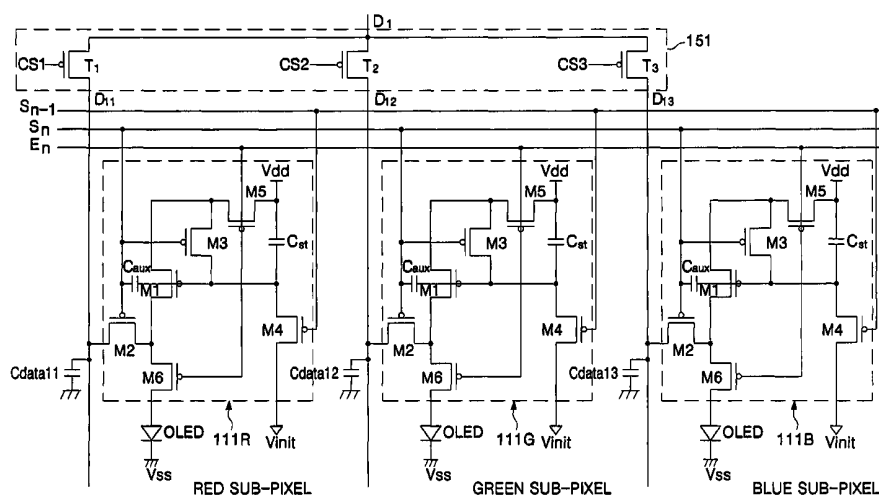 D1
151
CS1 T1 CS2 T2 CS3 T3
D11 D12 D13
Sn-1
Sn
En
Vdd Vdd Vdd
M5 M5 M5
M3 Cst M3 Cst M3 Cst
Caux Caux Caux
M1 M1 M1
M4 M4 M4
M2 M2 M2
Cdata11 M6 Cdata12 M6 Cdata13 M6
OLED 111R Vinit OLED 111G Vinit OLED 111B Vinit
Vss Vss Vss
RED SUB-PIXEL GREEN SUB-PIXEL BLUE SUB-PIXEL